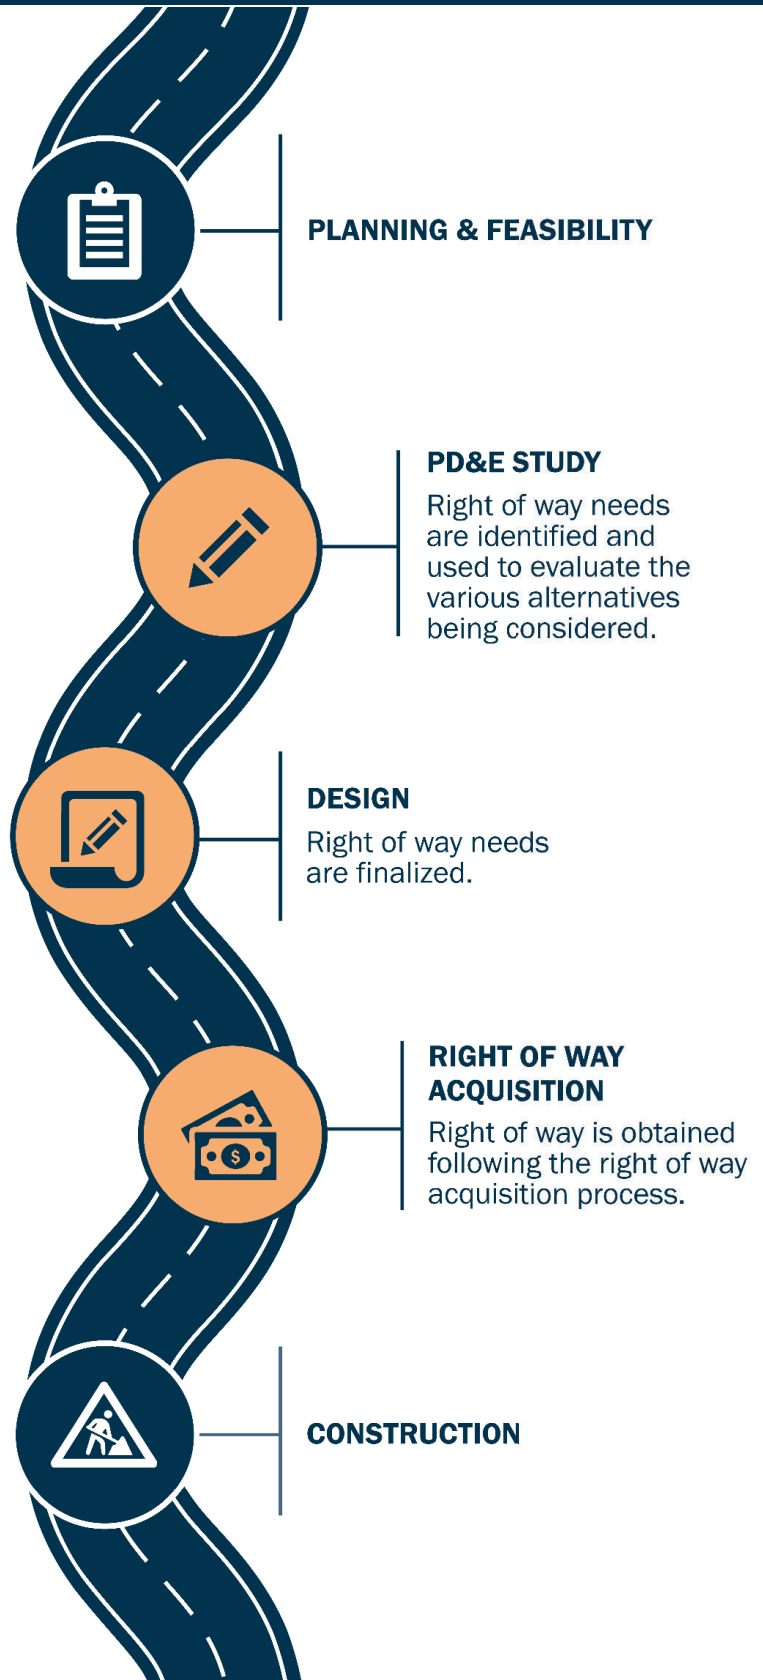 PLANNING & FEASIBILITY
PD&E STUDY
Right of way needs
are identified and
used to evaluate the
various alternatives
being considered.
DESIGN
Right of way needs
are finalized.
RIGHT OF WAY
ACQUISITION
Right of way is obtained
following the right of way
acquisition process.
$
CONSTRUCTION